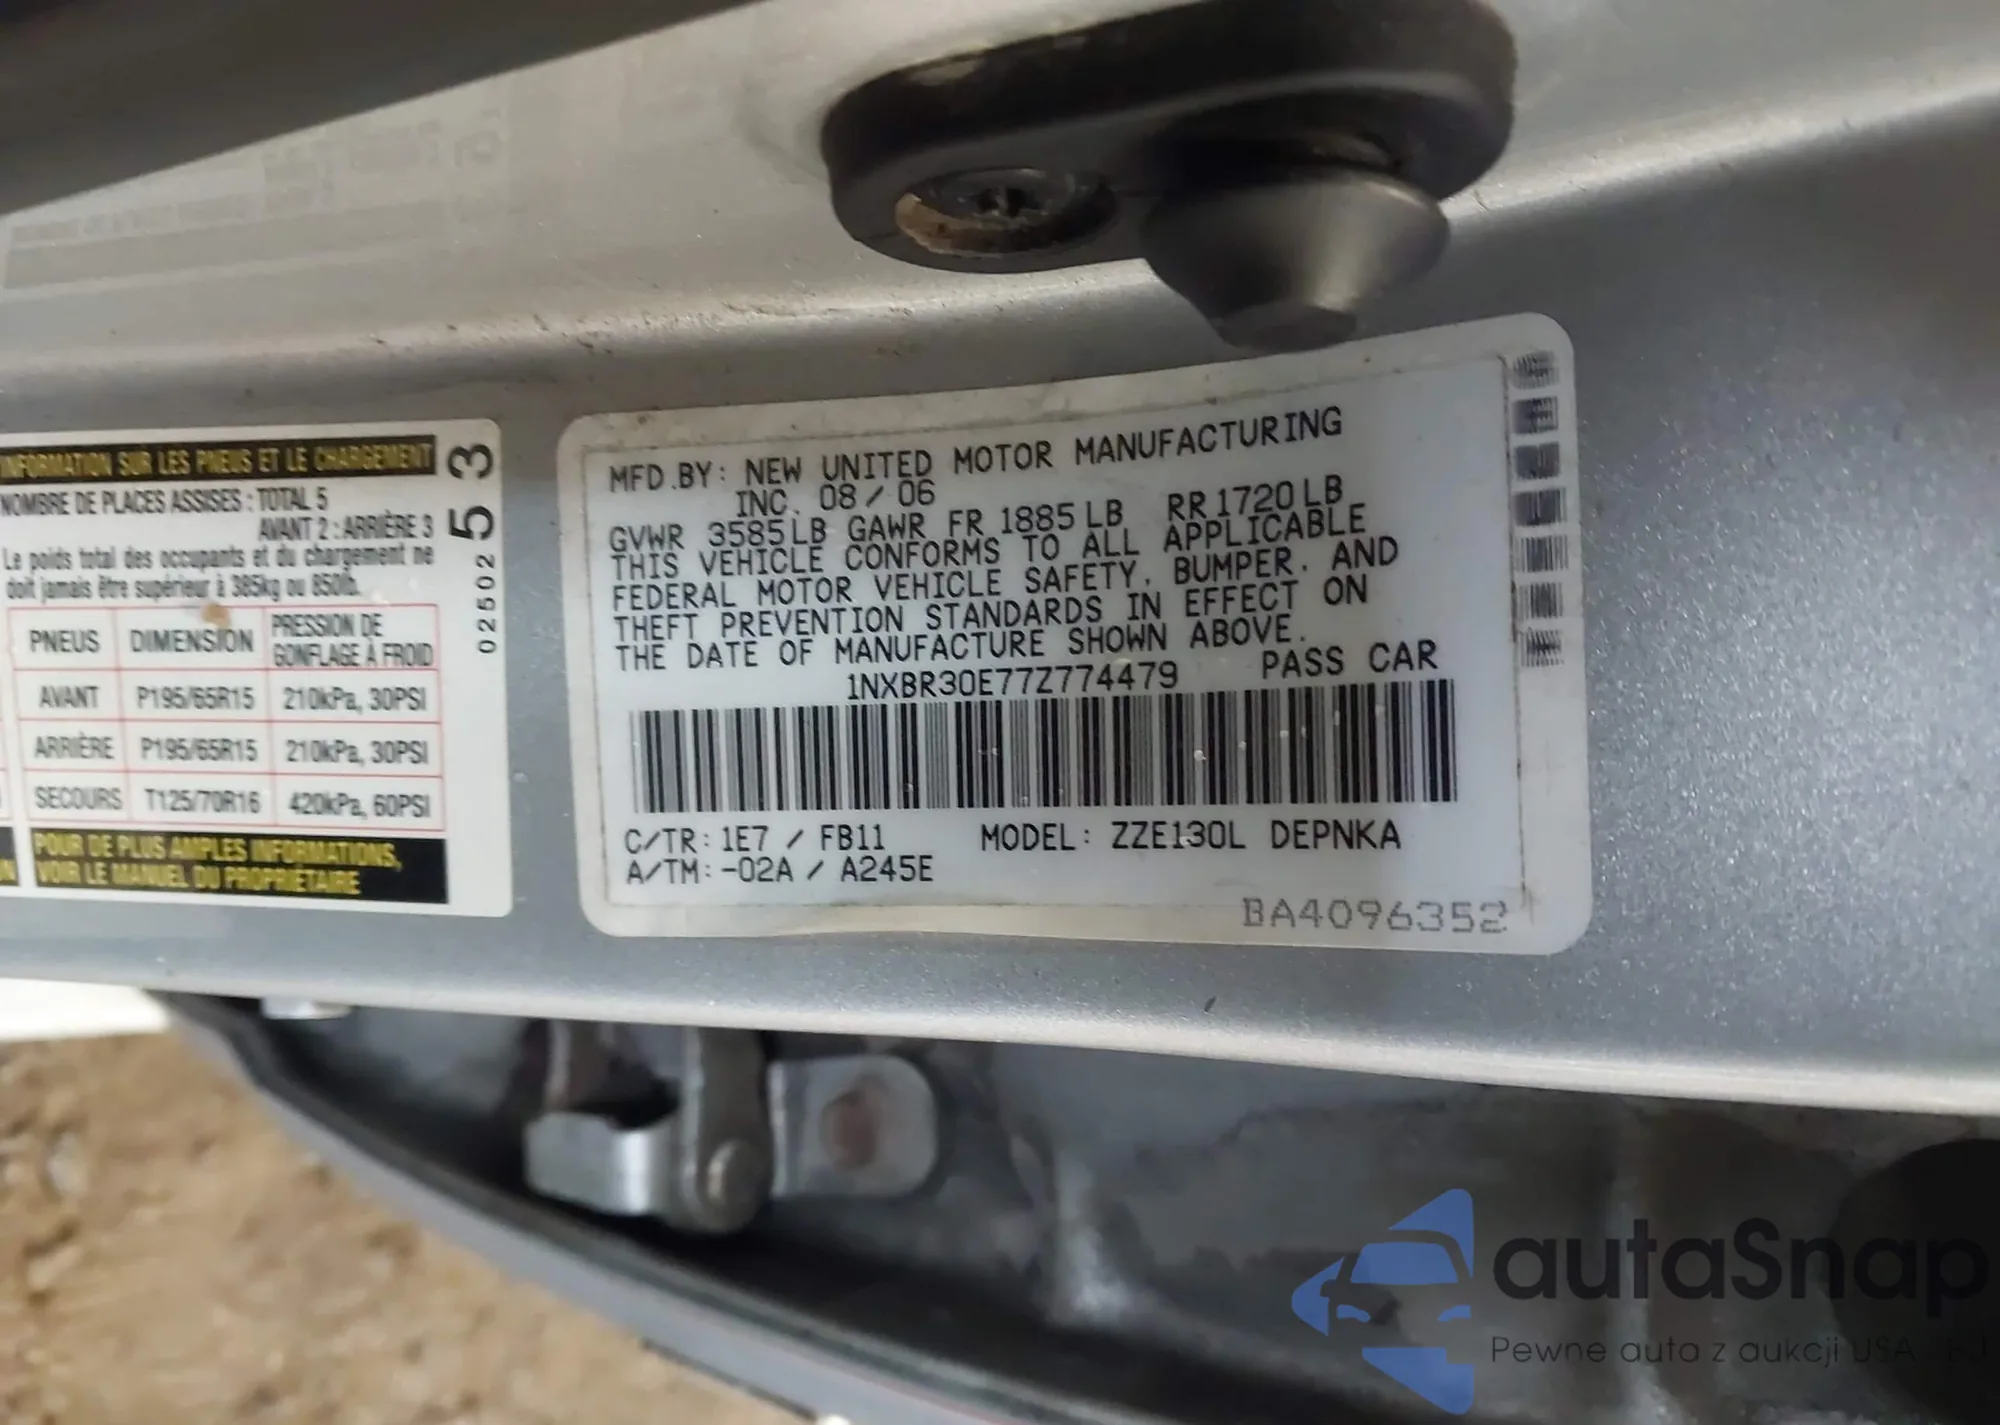 INFORMATION SUR LES PNEUS ET LE CHARGEMENT
NOMBRE DE PLACES ASSISES : TOTAL 5
AVANT 2 : ARRIÈRE 3
Le poids total des occupants et du chargement ne
doit jamais être supérieur à 385kg ou 850lb.
PNEUS DIMENSION PRESSION DE GONFLAGE À FROID
AVANT P195/65R15 210kPa, 30PSI
ARRIÈRE P195/65R15 210kPa, 30PSI
SECOURS T125/70R16 420kPa, 60PSI
POUR DE PLUS AMPLES INFORMATIONS,
VOIR LE MANUEL DU PROPRIÉTAIRE
02502 53
MFD.BY: NEW UNITED MOTOR MANUFACTURING
INC. 08/06
GVWR 3585LB GAWR FR 1885LB RR1720LB
THIS VEHICLE CONFORMS TO ALL APPLICABLE
FEDERAL MOTOR VEHICLE SAFETY, BUMPER, AND
THEFT PREVENTION STANDARDS IN EFFECT ON
THE DATE OF MANUFACTURE SHOWN ABOVE.
1NXBR30E77Z774479 PASS CAR
C/TR: 1E7 / FB11 MODEL: ZZE130L DEPNKA
A/TM:-02A / A245E
BA4096352
autaSnap
Pewne auta z aukcji USA